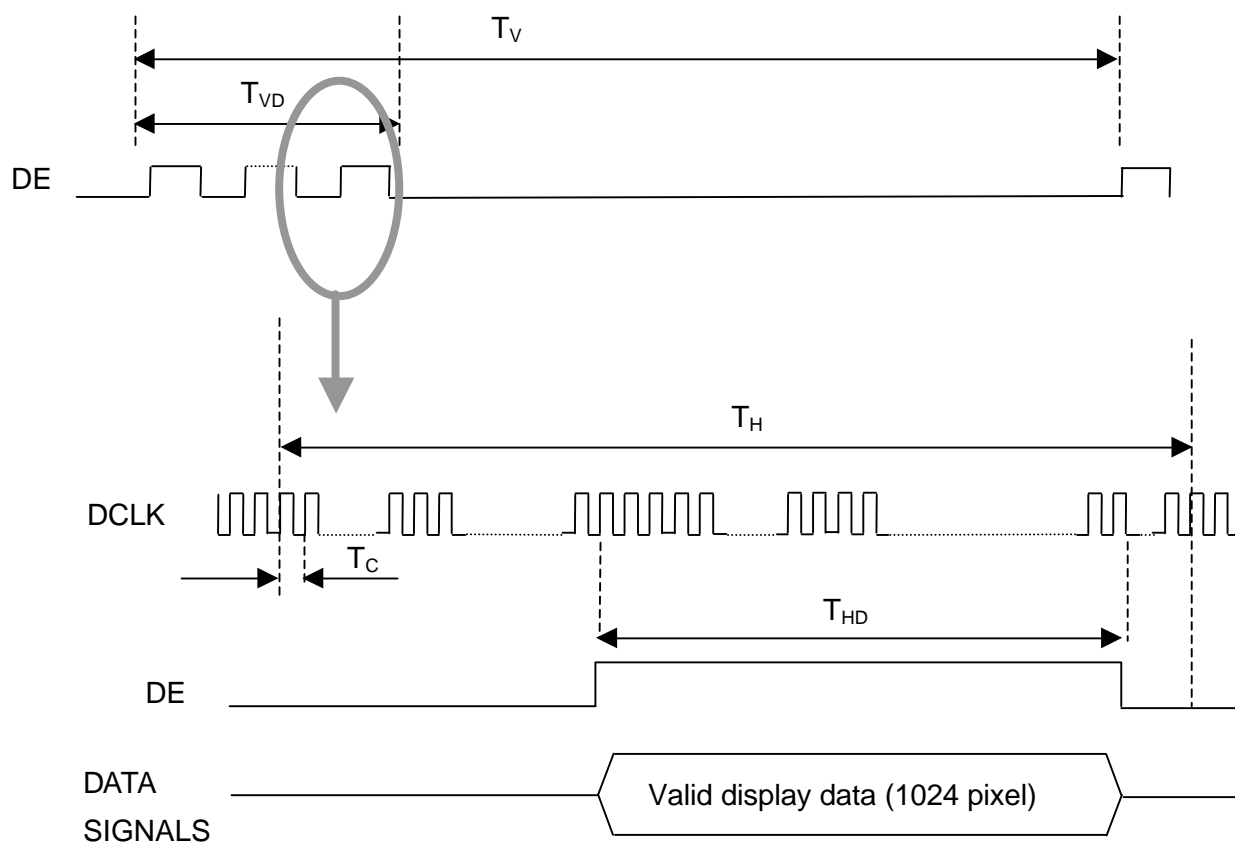 TV
TVD
DE
TH
DCLK
TC
THD
DE
DATA
SIGNALS
Valid display data (1024 pixel)